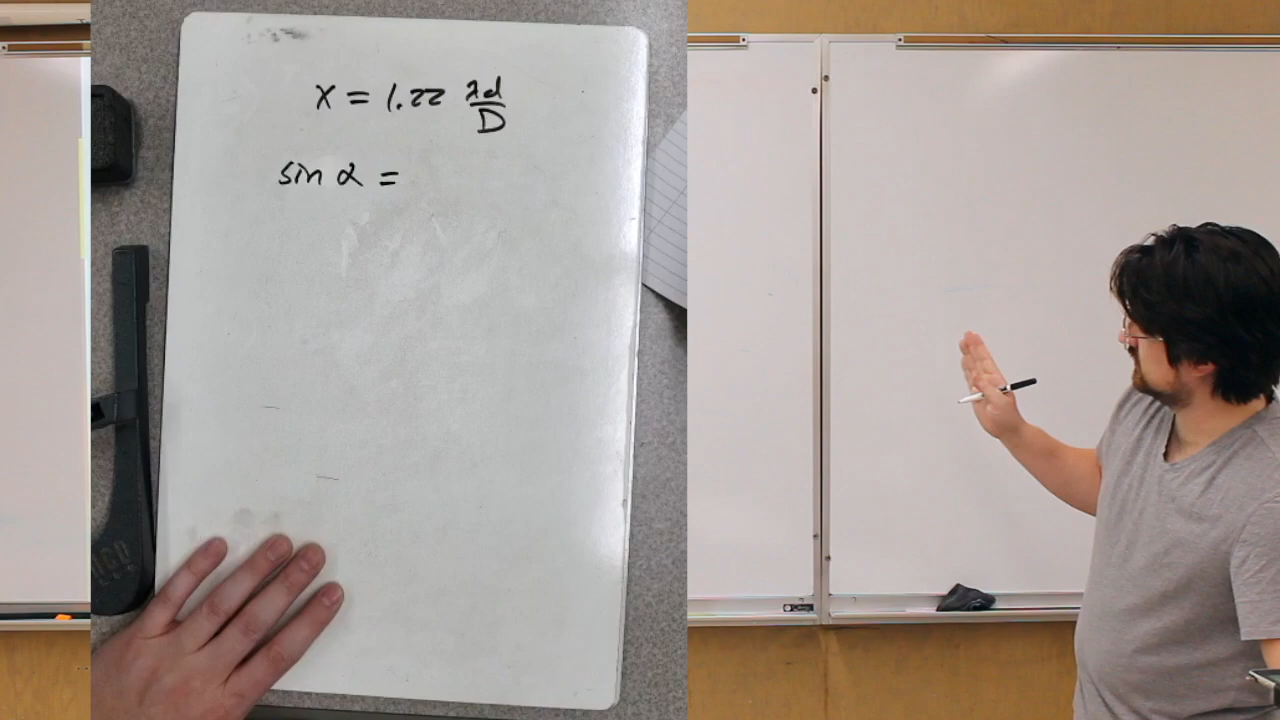 x = 1.22 λd/D
sin α =